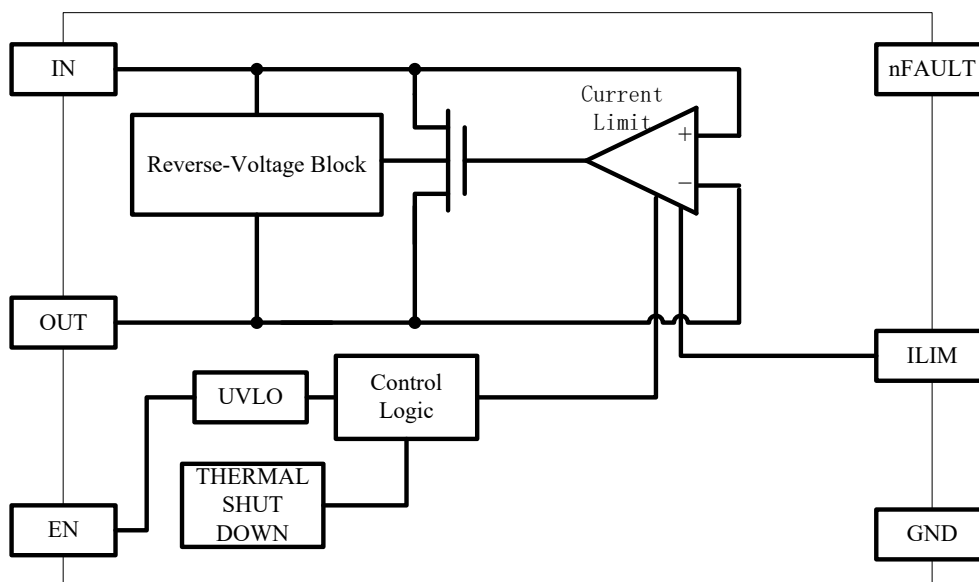 IN
nFAULT
Current
Limit
+
Reverse-Voltage Block
−
OUT
ILIM
Control
Logic
UVLO
THERMAL
SHUT
DOWN
EN
GND